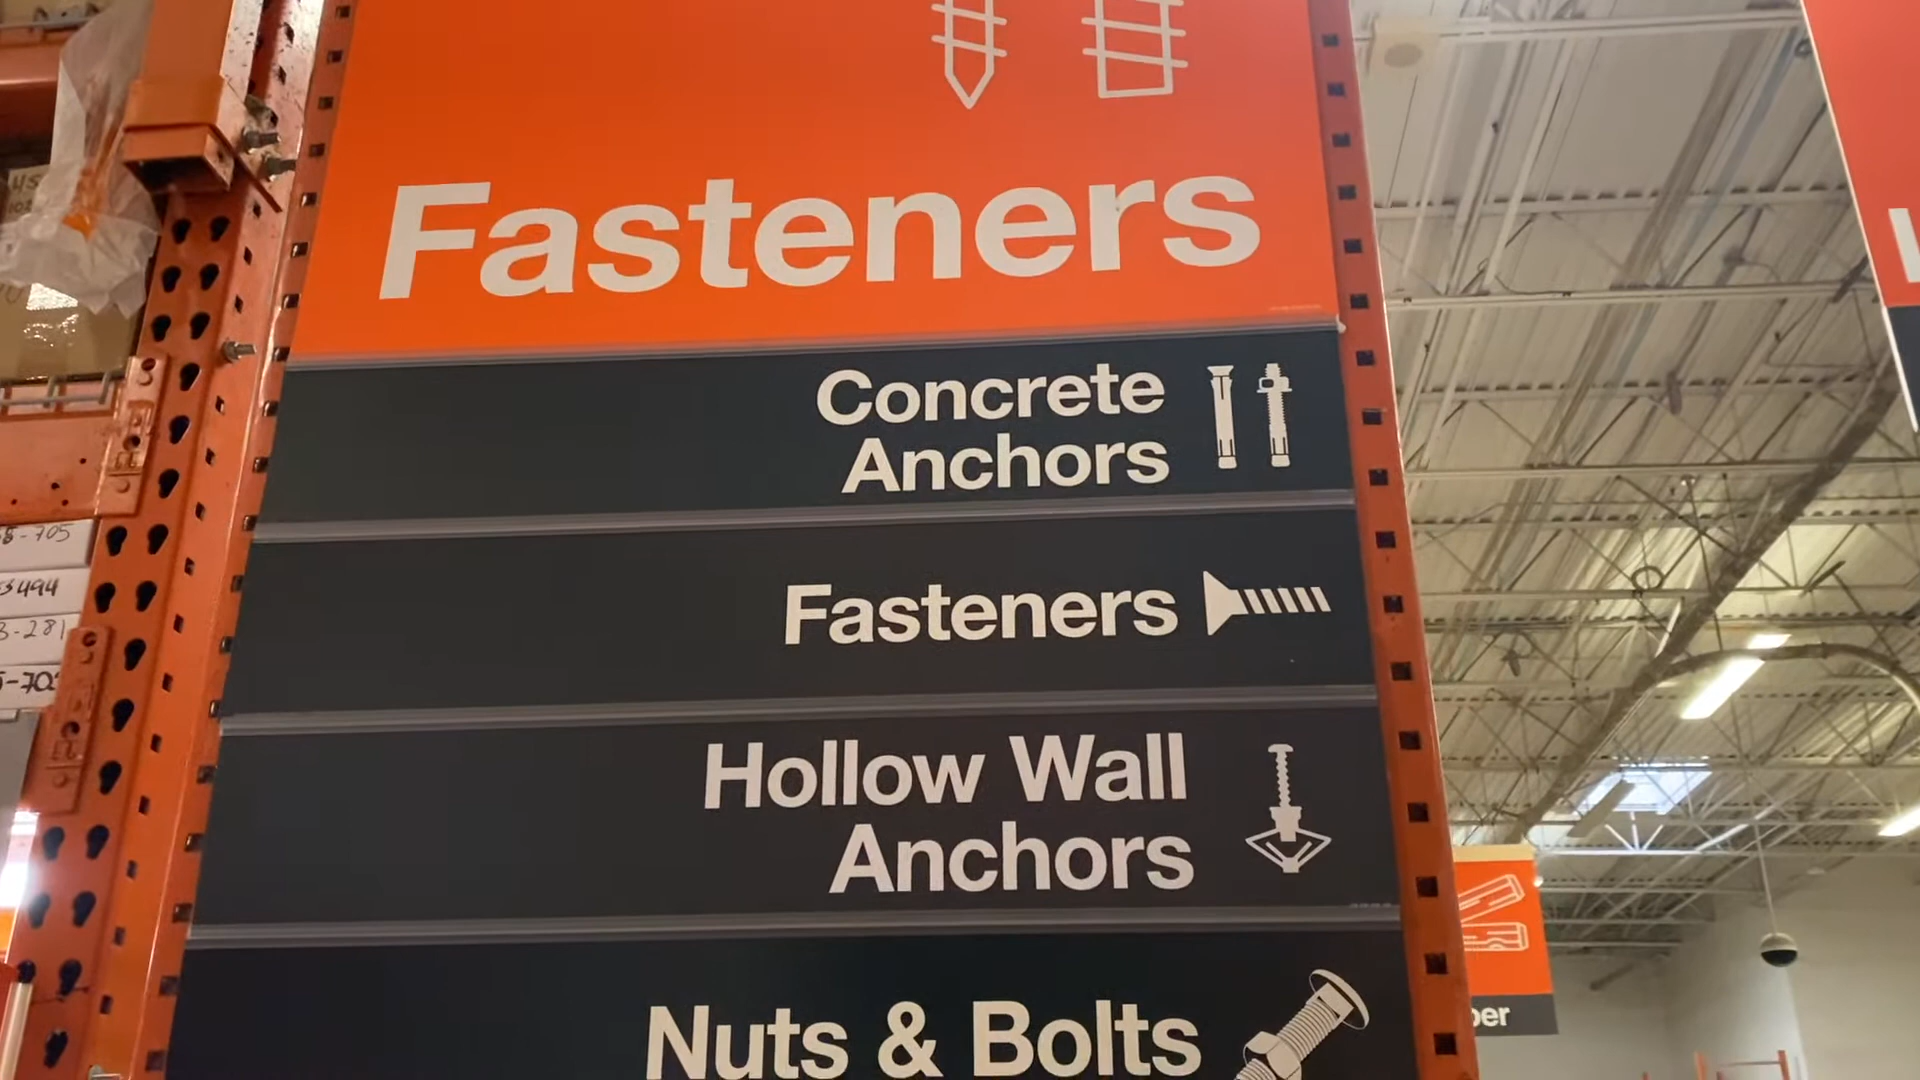 Fasteners
Concrete
Anchors
Fasteners
Hollow Wall
Anchors
Nuts & Bolts